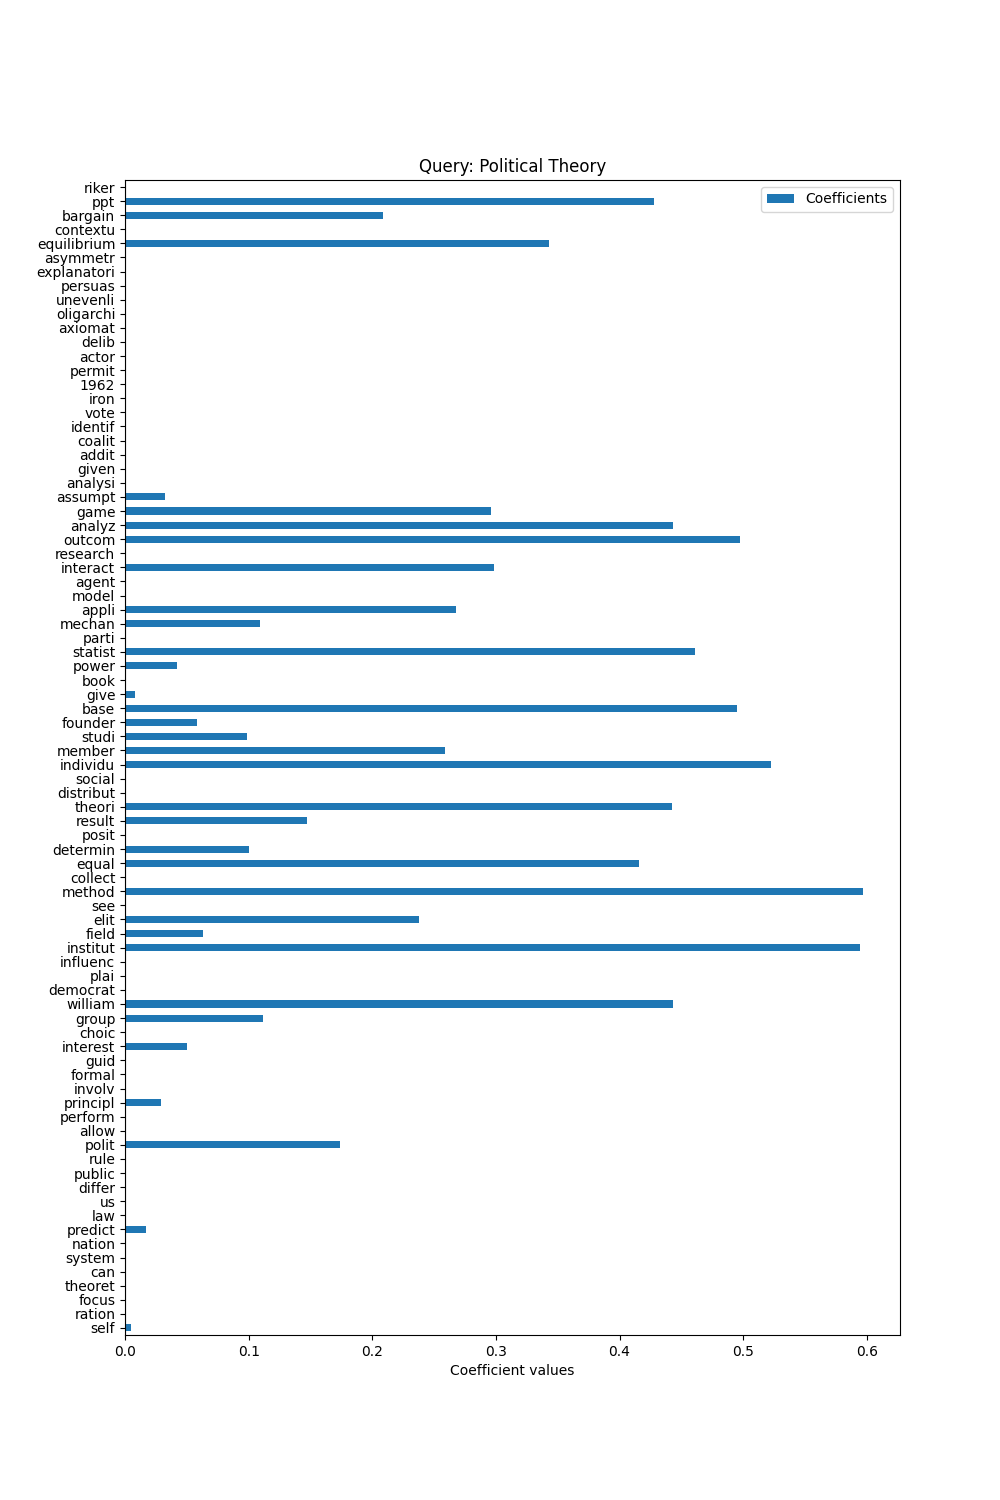 Query: Political Theory
Coefficients
riker
ppt
bargain
contextu
equilibrium
asymmetr
explanatori
persuas
unevenli
oligarchi
axiomat
delib
actor
permit
1962
iron
vote
identif
coalit
addit
given
analysi
assumpt
game
analyz
outcom
research
interact
agent
model
appli
mechan
parti
statist
power
book
give
base
founder
studi
member
individu
social
distribut
theori
result
posit
determin
equal
collect
method
see
elit
field
institut
influenc
plai
democrat
william
group
choic
interest
guid
formal
involv
principl
perform
allow
polit
rule
public
differ
us
law
predict
nation
system
can
theoret
focus
ration
self
0.0 0.1 0.2 0.3 0.4 0.5 0.6
Coefficient values